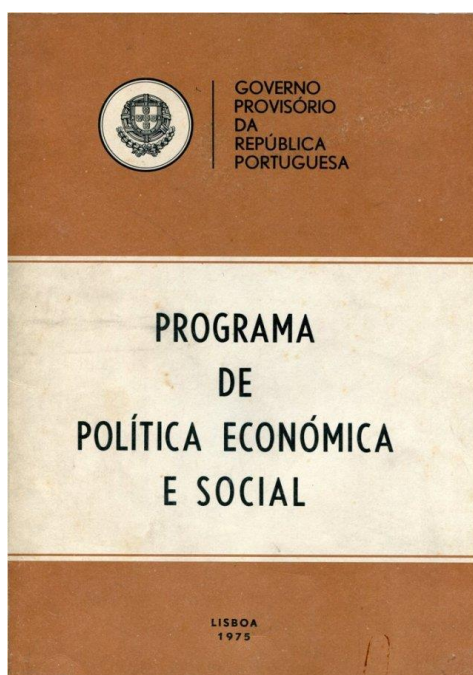 GOVERNO
PROVISÓRIO
DA
REPÚBLICA
PORTUGUESA
PROGRAMA
DE
POLÍTICA ECONÓMICA
E SOCIAL
LISBOA
1975